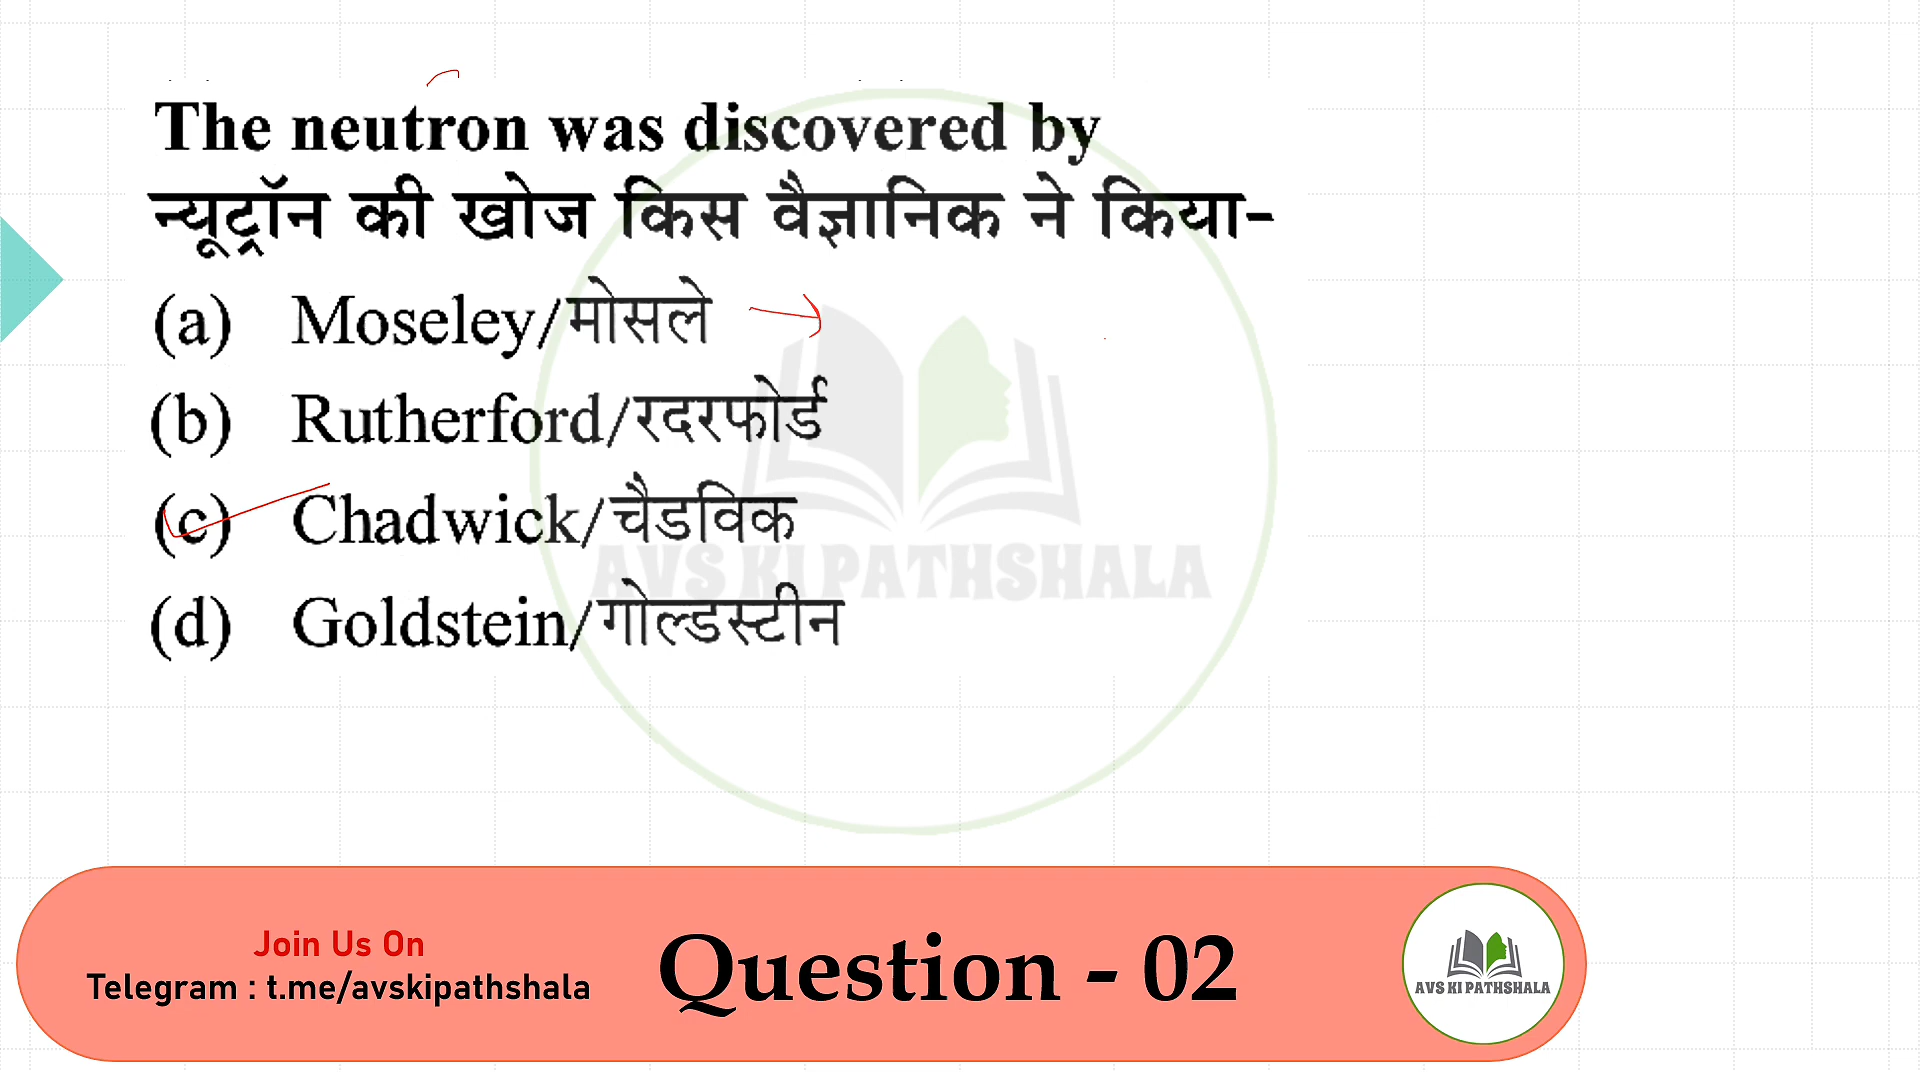 The neutron was discovered by
न्यूट्रॉन की खोज किस वैज्ञानिक ने किया-
(a) Moseley/मोसले
(b) Rutherford/रदरफोर्ड
(c) Chadwick/चैडविक
(d) Goldstein/गोल्डस्टीन
AVS KI PATHSHALA
Join Us On
Telegram : t.me/avskipathshala
Question - 02
AVS KI PATHSHALA